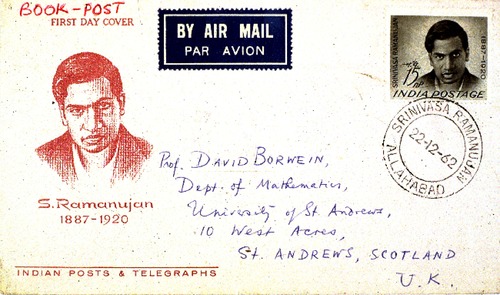 BOOK-POST
FIRST DAY COVER
BY AIR MAIL
PAR AVION
SRINIVASA RAMANUJAN
15
nP
1887-1920
INDIA POSTAGE
SRINIVASA RAMANUJAN
22-12-62
ALLAHABAD
Prof. DAVID BORWEIN,
Dept. of Mathematics,
University of St Andrews,
10 West Acres,
St. ANDREWS, SCOTLAND
U.K.
S.Ramanujan
1887-1920
INDIAN POSTS & TELEGRAPHS